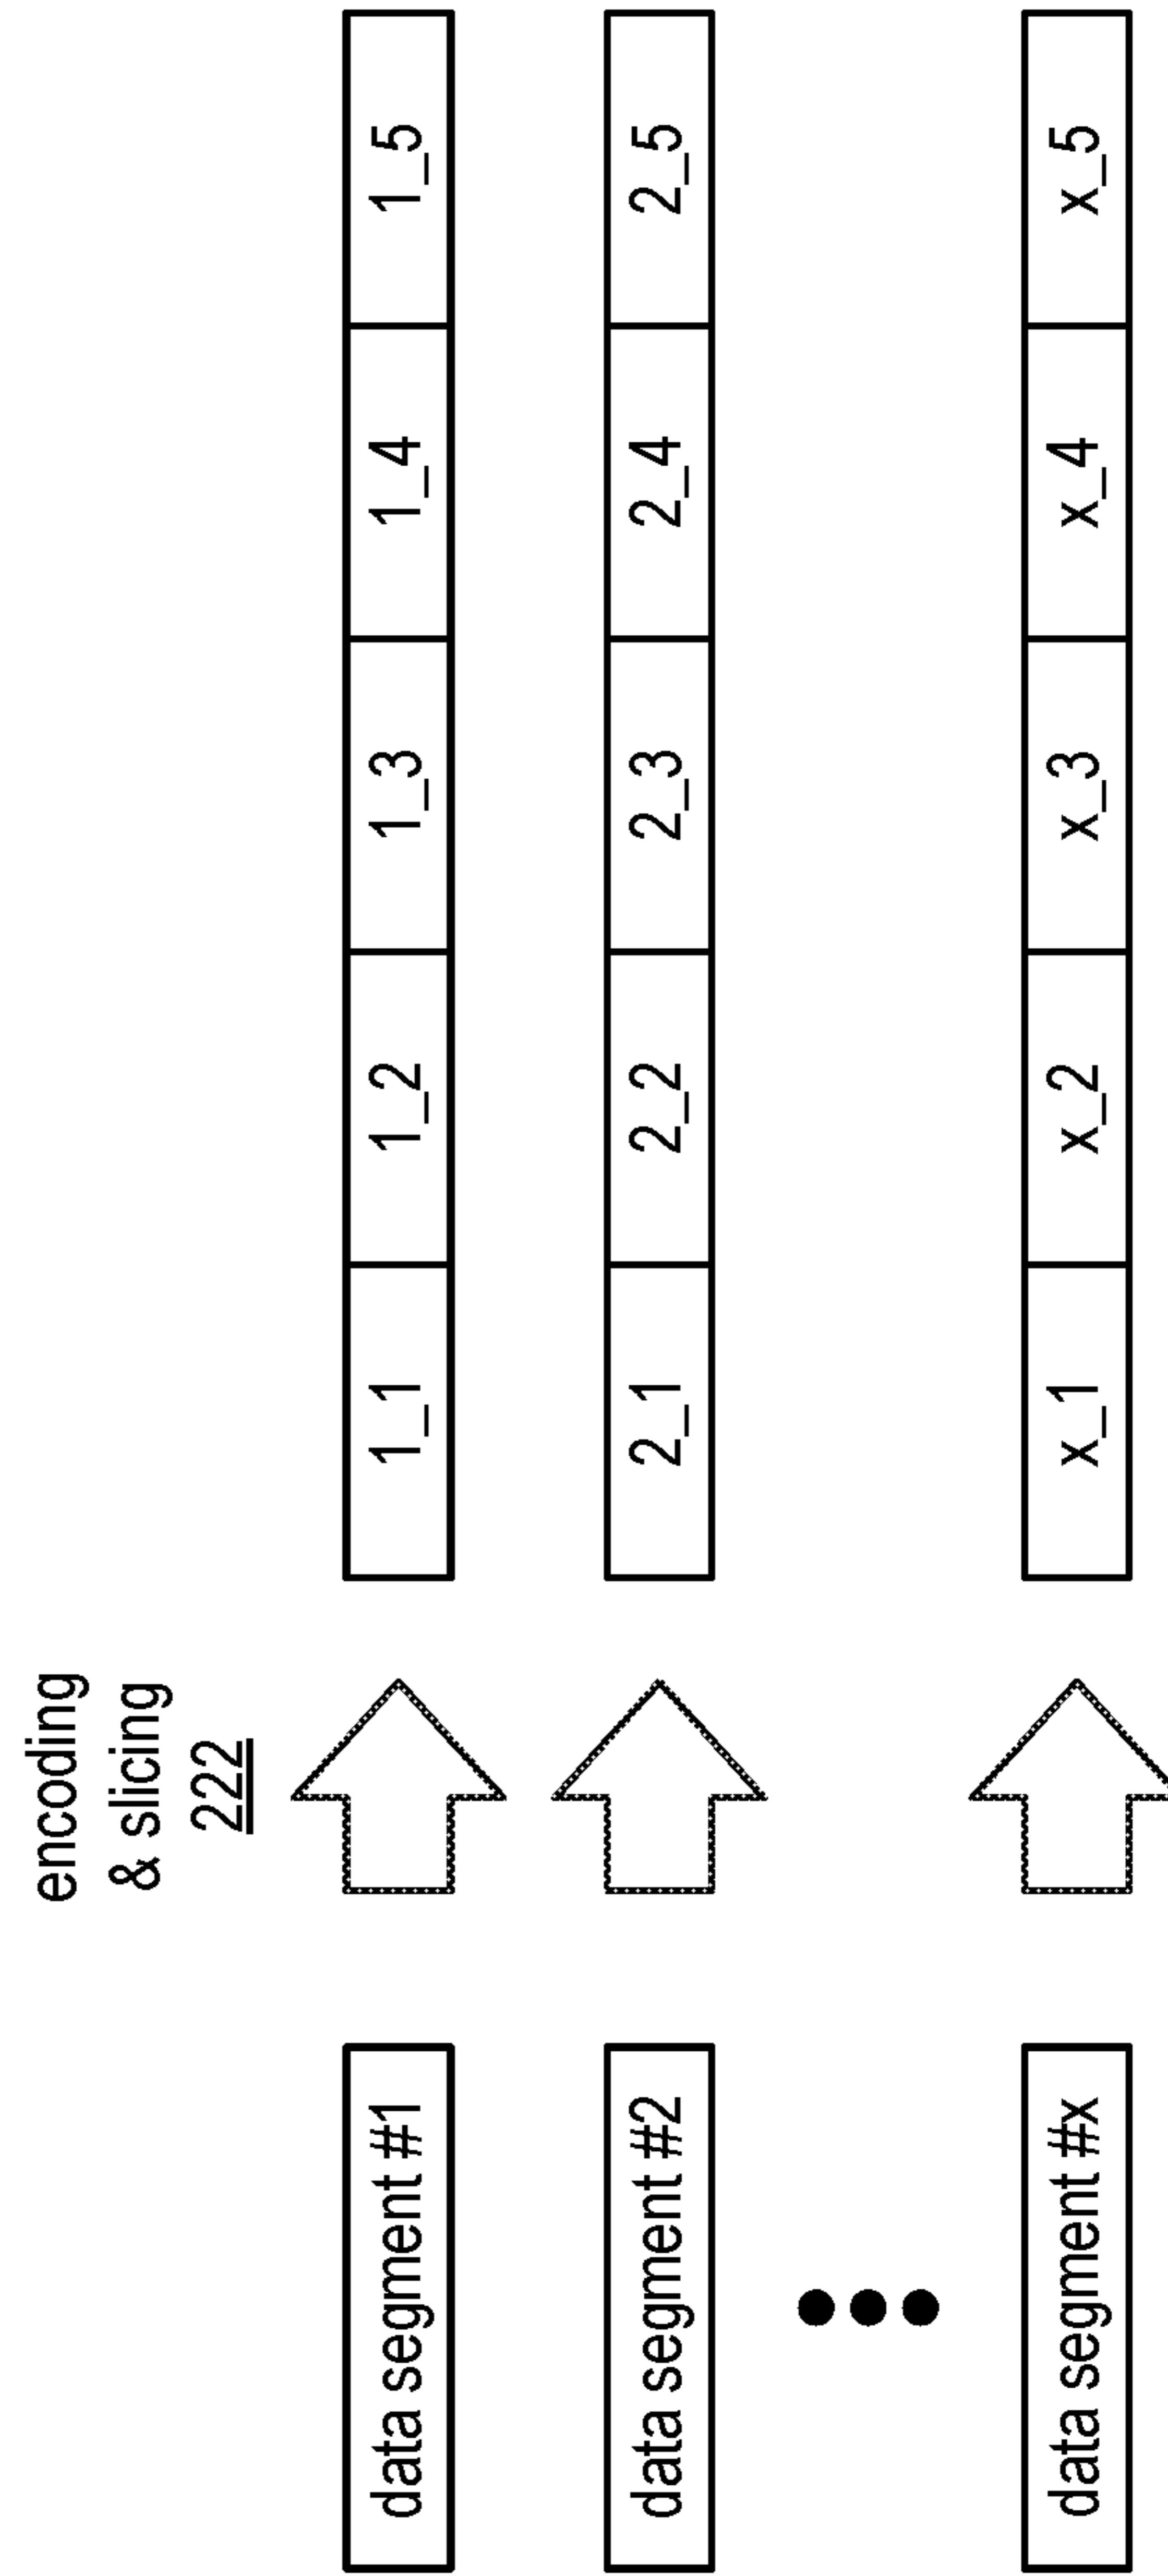 encoding
& slicing
222
data segment #1
1_1 1_2 1_3 1_4 1_5
data segment #2
2_1 2_2 2_3 2_4 2_5
data segment #x
x_1 x_2 x_3 x_4 x_5